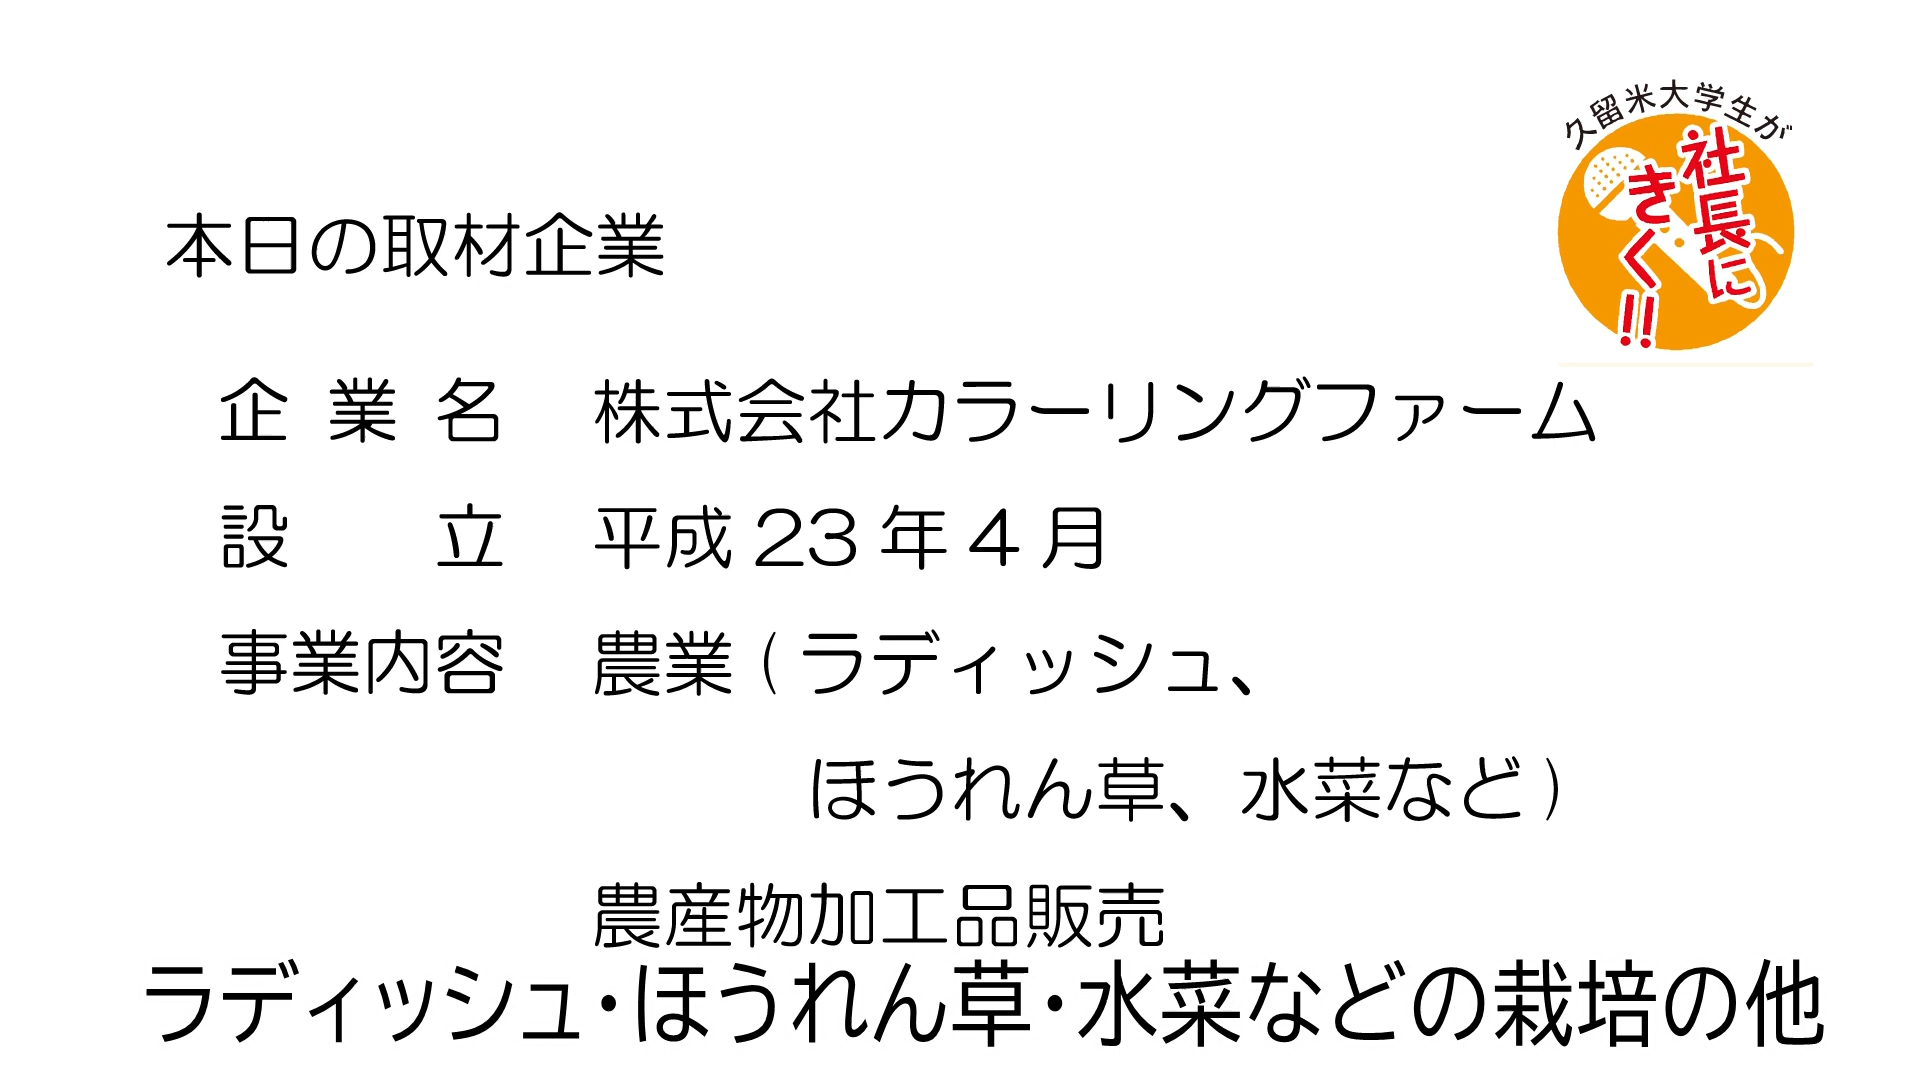 久留米大学生が
社長に
きく!!
本日の取材企業
企業名 株式会社カラーリングファーム
設立 平成23年4月
事業内容 農業(ラディッシュ、
ほうれん草、水菜など)
農産物加工品販売
ラディッシュ・ほうれん草・水菜などの栽培の他